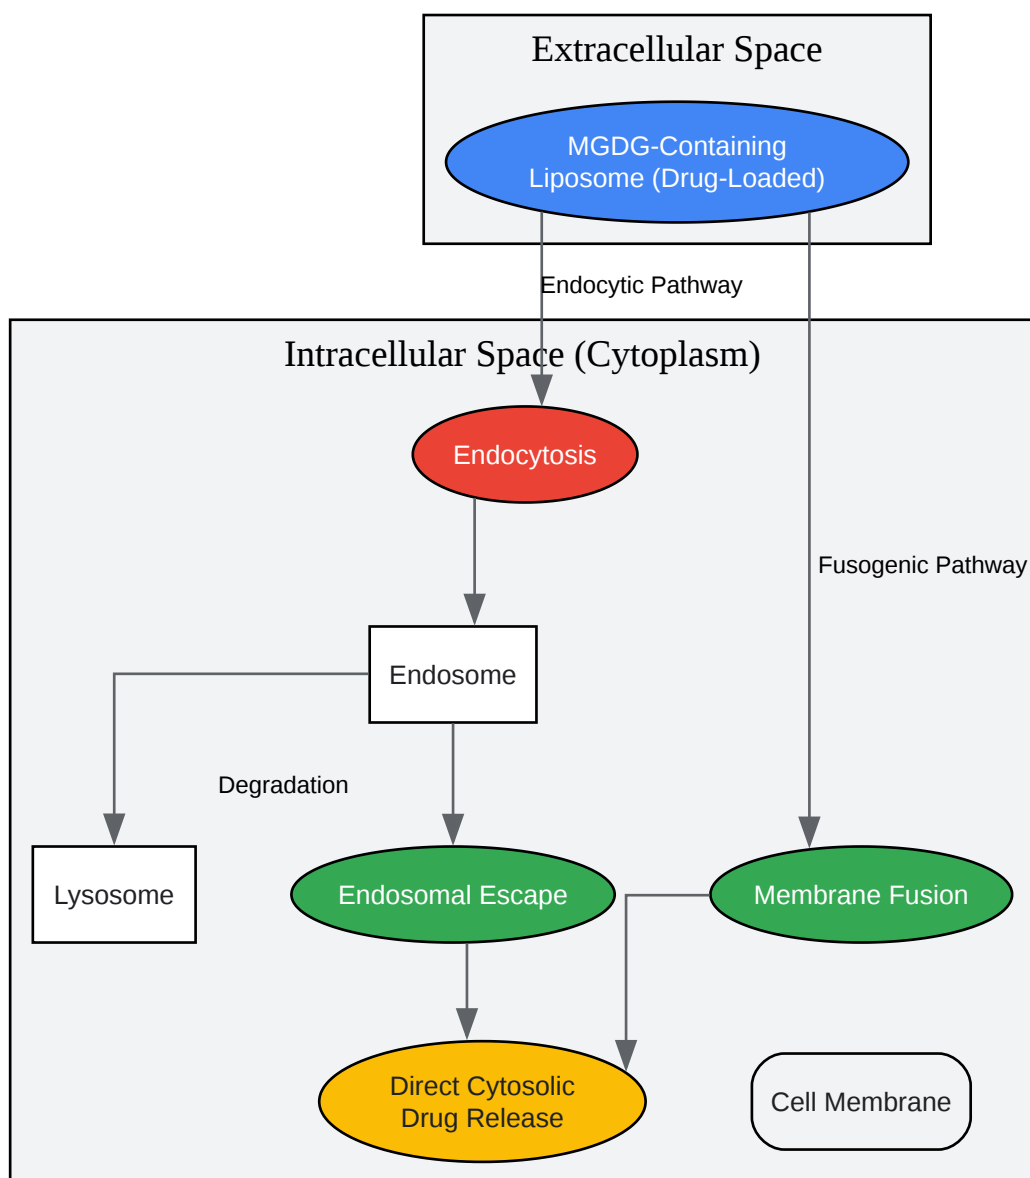 Extracellular Space
MGDG-Containing
Liposome (Drug-Loaded)
Endocytic Pathway
Intracellular Space (Cytoplasm)
Endocytosis
Fusogenic Pathway
Endosome
Degradation
Lysosome
Endosomal Escape
Membrane Fusion
Direct Cytosolic
Drug Release
Cell Membrane